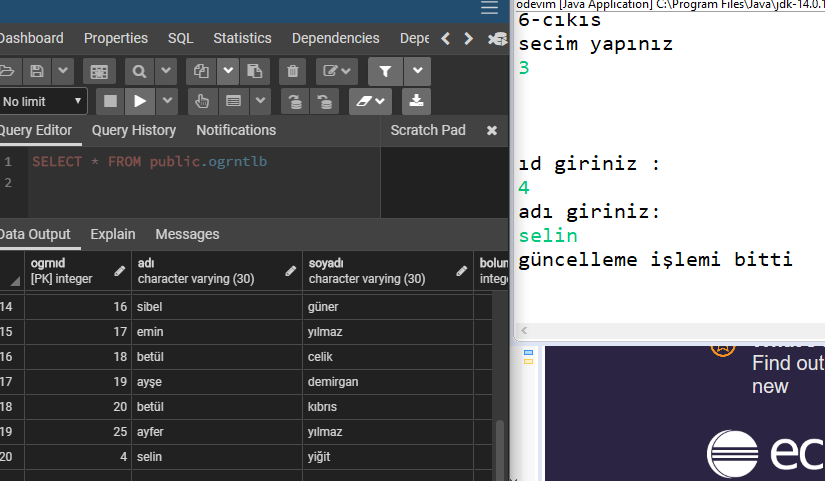 Dashboard Properties SQL Statistics Dependencies Depe
No limit
Query Editor Query History Notifications Scratch Pad
1 SELECT * FROM public.ogrntlb
2
Data Output Explain Messages
ogrnıd adı soyadı bolum
[PK] integer character varying (30) character varying (30) intege
14 16 sibel güner
15 17 emin yılmaz
16 18 betül celik
17 19 ayşe demirgan
18 20 betül kıbrıs
19 25 ayfer yılmaz
20 4 selin yiğit
odevim [Java Application] C:\Program Files\Java\jdk-14.0.1
6-cıkıs
secim yapınız
3
ıd giriniz :
4
adı giriniz:
selin
güncelleme işlemi bitti
Find out
new
ec